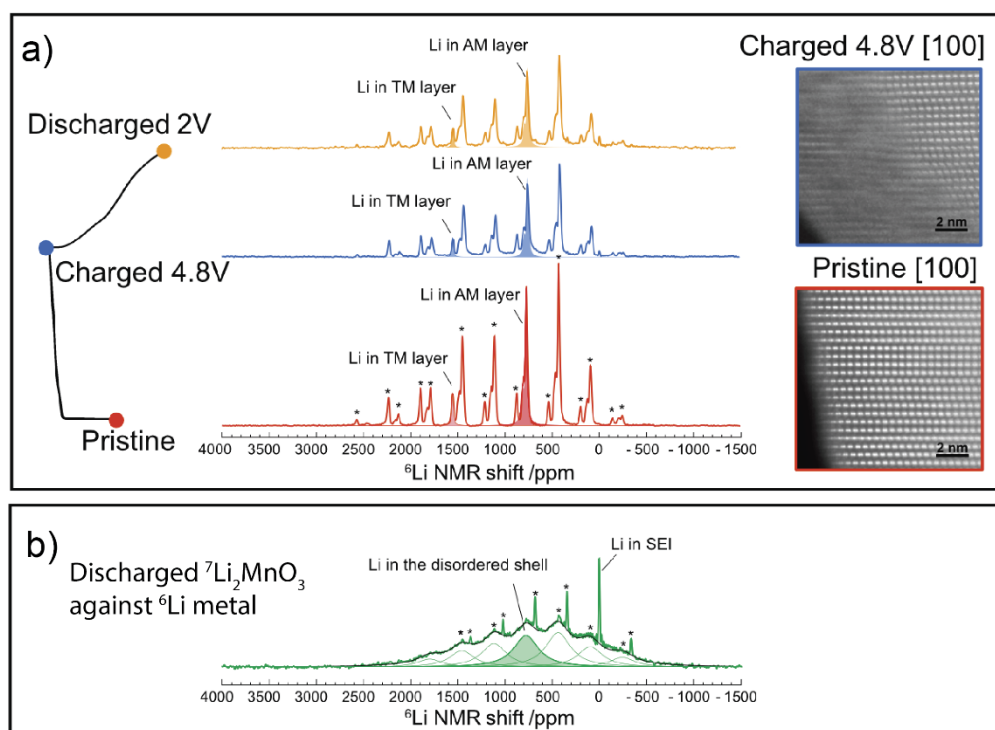 a)
Charged 4.8V [100]
Li in AM layer
Li in TM layer
Discharged 2V
Li in AM layer
Li in TM layer
2 nm
Charged 4.8V
Pristine [100]
*
Li in AM layer
* *
Li in TM layer
* * * * * * * * * * *
Pristine
2 nm
4000 3500 3000 2500 2000 1500 1000 500 0 - 500 - 1000 - 1500
⁶Li NMR shift /ppm
b)
Li in SEI
Discharged ⁷Li₂MnO₃
against ⁶Li metal
Li in the disordered shell
* * * * * * * * * *
4000 3500 3000 2500 2000 1500 1000 500 0 - 500 - 1000 - 1500
⁶Li NMR shift /ppm